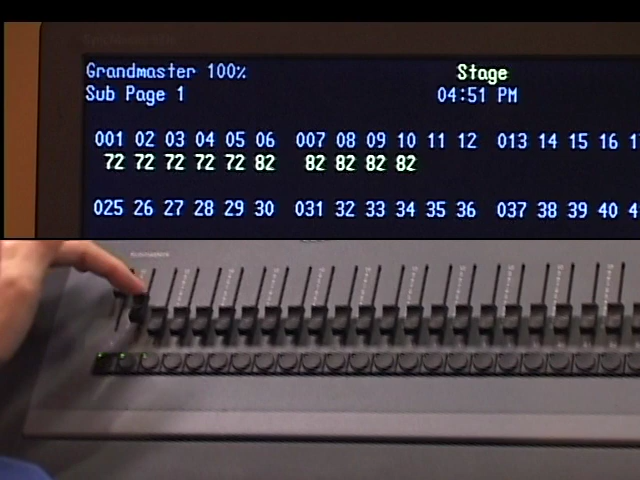 Grandmaster 100% Stage
Sub Page 1 04:51 PM
001 02 03 04 05 06 007 08 09 10 11 12 013 14 15 16
72 72 72 72 72 82 82 82 82 82
025 26 27 28 29 30 031 32 33 34 35 36 037 38 39 40